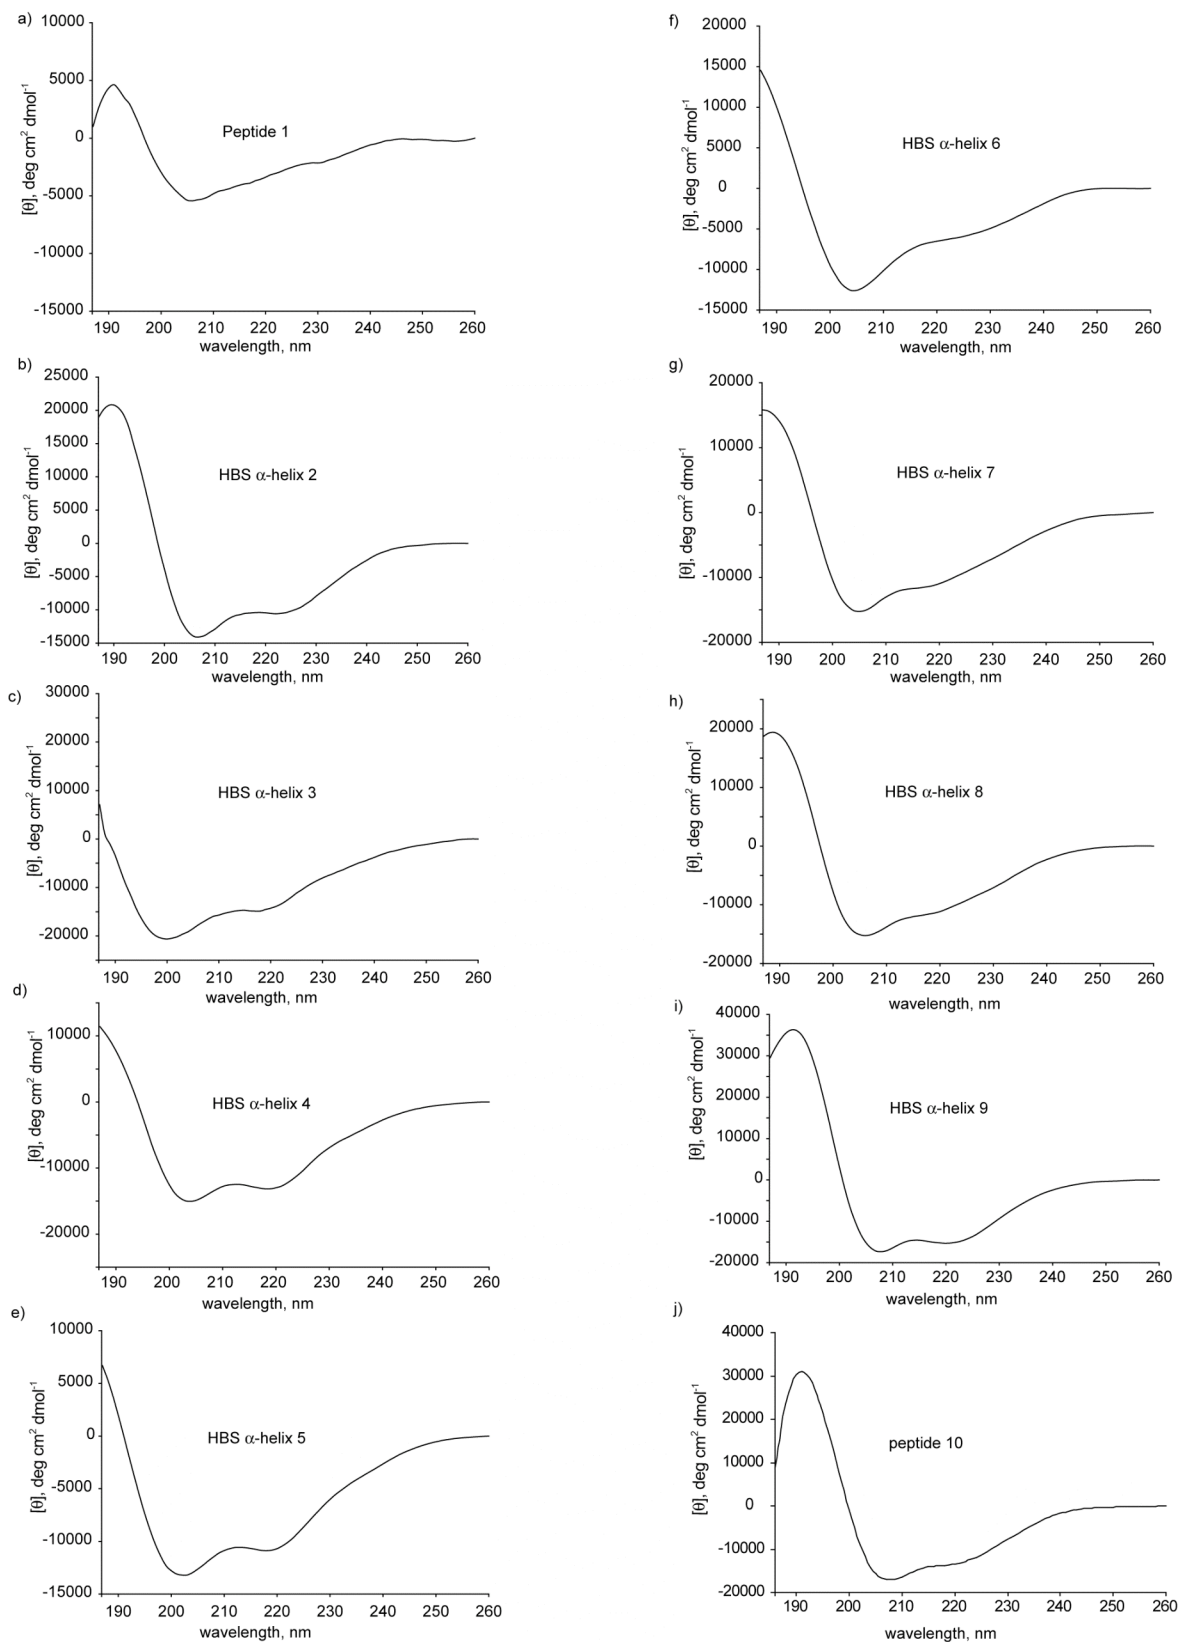 a)
10000
5000
0
-5000
-10000
-15000
[θ], deg cm² dmol⁻¹
Peptide 1
190 200 210 220 230 240 250 260
wavelength, nm
b)
25000
20000
15000
10000
5000
0
-5000
-10000
-15000
[θ], deg cm² dmol⁻¹
HBS α-helix 2
190 200 210 220 230 240 250 260
wavelength, nm
c)
30000
20000
10000
0
-10000
-20000
[θ], deg cm² dmol⁻¹
HBS α-helix 3
190 200 210 220 230 240 250 260
wavelength, nm
d)
10000
0
-10000
-20000
[θ], deg cm² dmol⁻¹
HBS α-helix 4
190 200 210 220 230 240 250 260
wavelength, nm
e)
10000
5000
0
-5000
-10000
-15000
[θ], deg cm² dmol⁻¹
HBS α-helix 5
190 200 210 220 230 240 250 260
wavelength, nm
f)
20000
15000
10000
5000
0
-5000
-10000
-15000
[θ], deg cm² dmol⁻¹
HBS α-helix 6
190 200 210 220 230 240 250 260
wavelength, nm
g)
20000
10000
0
-10000
-20000
[θ], deg cm² dmol⁻¹
HBS α-helix 7
190 200 210 220 230 240 250 260
wavelength, nm
h)
20000
10000
0
-10000
-20000
[θ], deg cm² dmol⁻¹
HBS α-helix 8
190 200 210 220 230 240 250 260
wavelength, nm
i)
40000
30000
20000
10000
0
-10000
-20000
[θ], deg cm² dmol⁻¹
HBS α-helix 9
190 200 210 220 230 240 250 260
wavelength, nm
j)
40000
30000
20000
10000
0
-10000
-20000
[θ], deg cm² dmol⁻¹
peptide 10
190 200 210 220 230 240 250 260
wavelength, nm